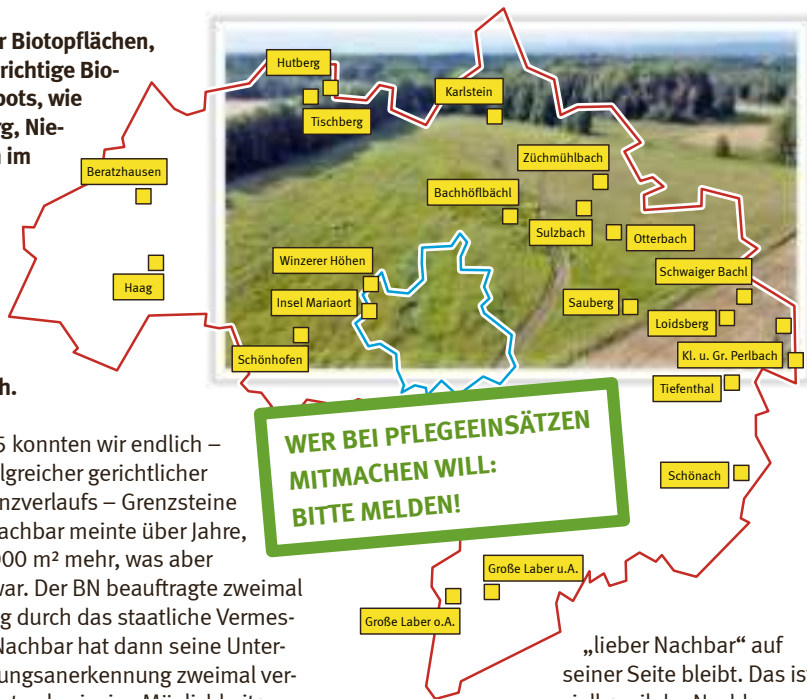 r Biotopflächen,
richtige Bio-
oots, wie
g, Nie-
im
Hutberg
Tischberg
Karlstein
Beratzhausen
Züchmühlbach
Bachhöflbächl
Sulzbach
Otterbach
Haag
Winzerer Höhen
Insel Mariaort
Schwaiger Bachl
Sauberg
Loidsberg
Schönhofen
Kl. u. Gr. Perlbach
Tiefenthal
h.
WER BEI PFLEGEEINSÄTZEN
MITMACHEN WILL:
BITTE MELDEN!
Schönach
5 konnten wir endlich –
lgreicher gerichtlicher
nzverlaufs – Grenzsteine
achbar meinte über Jahre,
000 m² mehr, was aber
war. Der BN beauftragte zweimal
g durch das staatliche Vermes-
Nachbar hat dann seine Unter-
ungsanerkennung zweimal ver-
Große Laber u.A.
Große Laber o.A.
„lieber Nachbar“ auf
seiner Seite bleibt. Das is